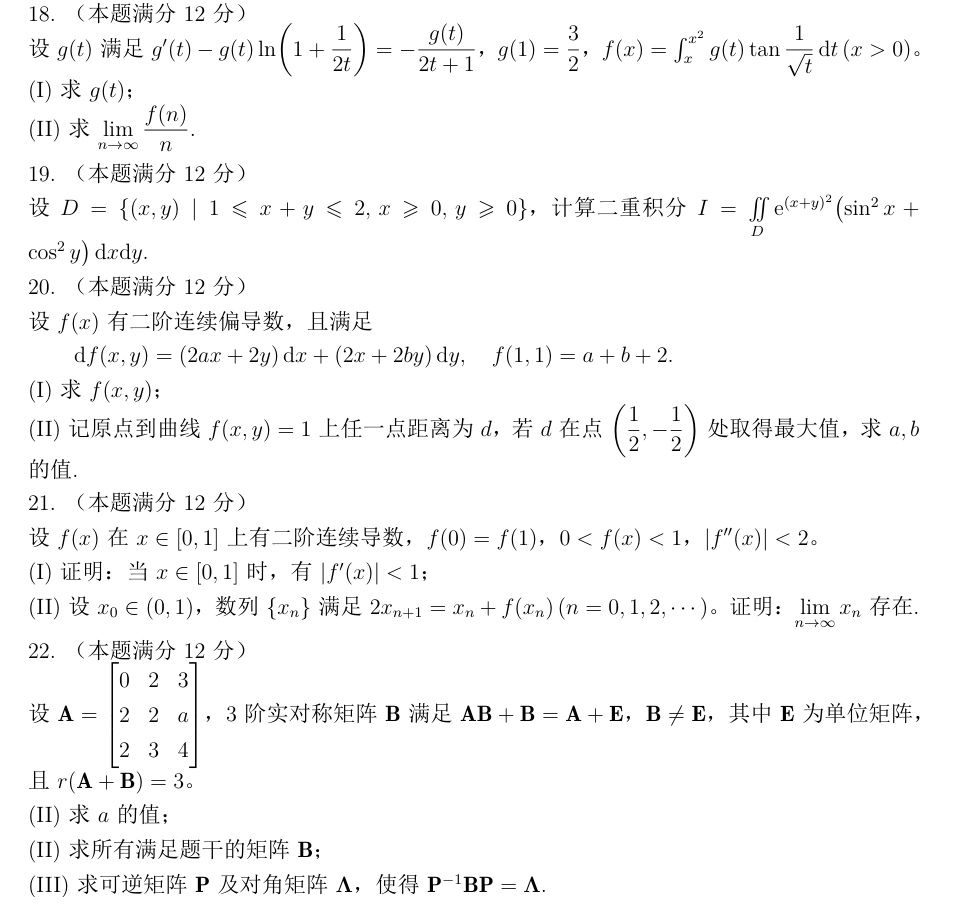 18. （本题满分 12 分）
设 g(t) 满足 g′(t) − g(t) ln(1 + 1/(2t)) = − g(t)/(2t + 1)，g(1) = 3/2，f(x) = ∫_x^{x²} g(t) tan (1/√t) dt (x > 0)。
(I) 求 g(t)；
(II) 求 lim_{n→∞} f(n)/n.
19. （本题满分 12 分）
设 D = {(x, y) | 1 ⩽ x + y ⩽ 2, x ⩾ 0, y ⩾ 0}，计算二重积分 I = ∬_D e^{(x+y)²}(sin² x +
cos² y) dxdy.
20. （本题满分 12 分）
设 f(x) 有二阶连续偏导数，且满足
df(x, y) = (2ax + 2y) dx + (2x + 2by) dy, f(1, 1) = a + b + 2.
(I) 求 f(x, y)；
(II) 记原点到曲线 f(x, y) = 1 上任一点距离为 d，若 d 在点 (1/2, −1/2) 处取得最大值，求 a, b
的值.
21. （本题满分 12 分）
设 f(x) 在 x ∈ [0, 1] 上有二阶连续导数，f(0) = f(1)，0 < f(x) < 1，|f″(x)| < 2。
(I) 证明：当 x ∈ [0, 1] 时，有 |f′(x)| < 1；
(II) 设 x₀ ∈ (0, 1)，数列 {xₙ} 满足 2xₙ₊₁ = xₙ + f(xₙ) (n = 0, 1, 2, ⋯)。证明：lim_{n→∞} xₙ 存在.
22. （本题满分 12 分）
设 A = [0 2 3; 2 2 a; 2 3 4]，3 阶实对称矩阵 B 满足 AB + B = A + E，B ≠ E，其中 E 为单位矩阵，
且 r(A + B) = 3。
(II) 求 a 的值；
(II) 求所有满足题干的矩阵 B；
(III) 求可逆矩阵 P 及对角矩阵 Λ，使得 P⁻¹BP = Λ.